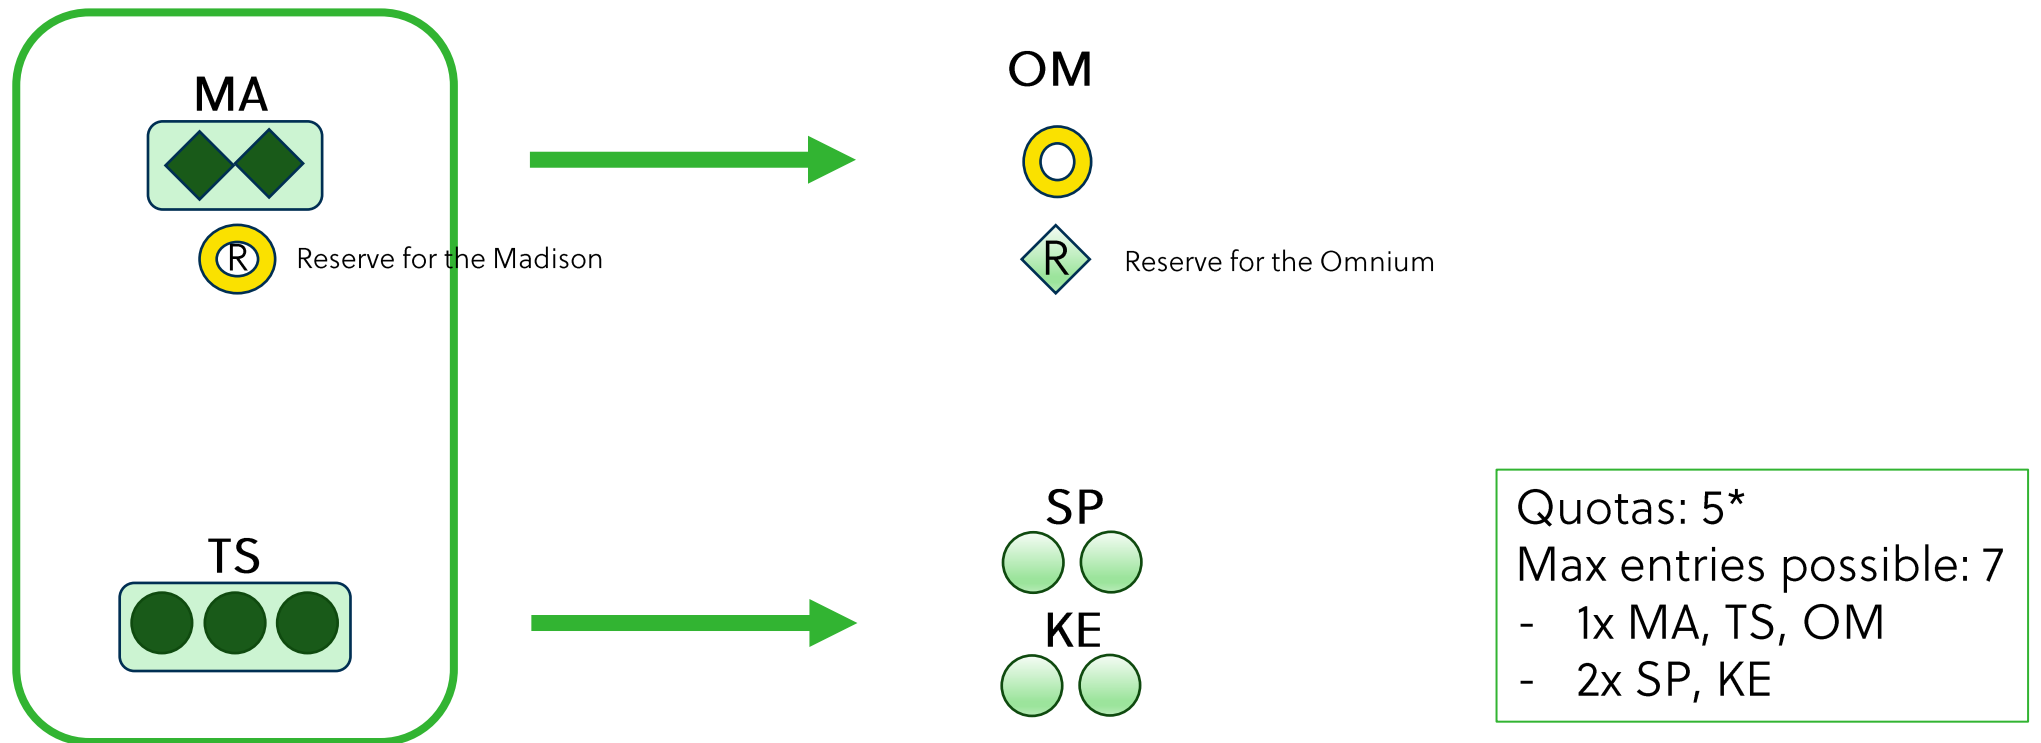 MA
OM
R Reserve for the Madison
R Reserve for the Omnium
TS
SP
KE
Quotas: 5*
Max entries possible: 7
- 1x MA, TS, OM
- 2x SP, KE